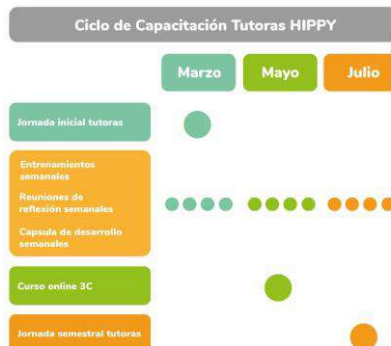 Ciclo de Capacitación Tutoras HIPPY
Marzo Mayo Julio
Jornada inicial tutoras
Entrenamientos
semanales
Reuniones de
reflexión semanales
Capsula de desarrollo
semanales
Curso online 3C
Jornada semestral tutoras